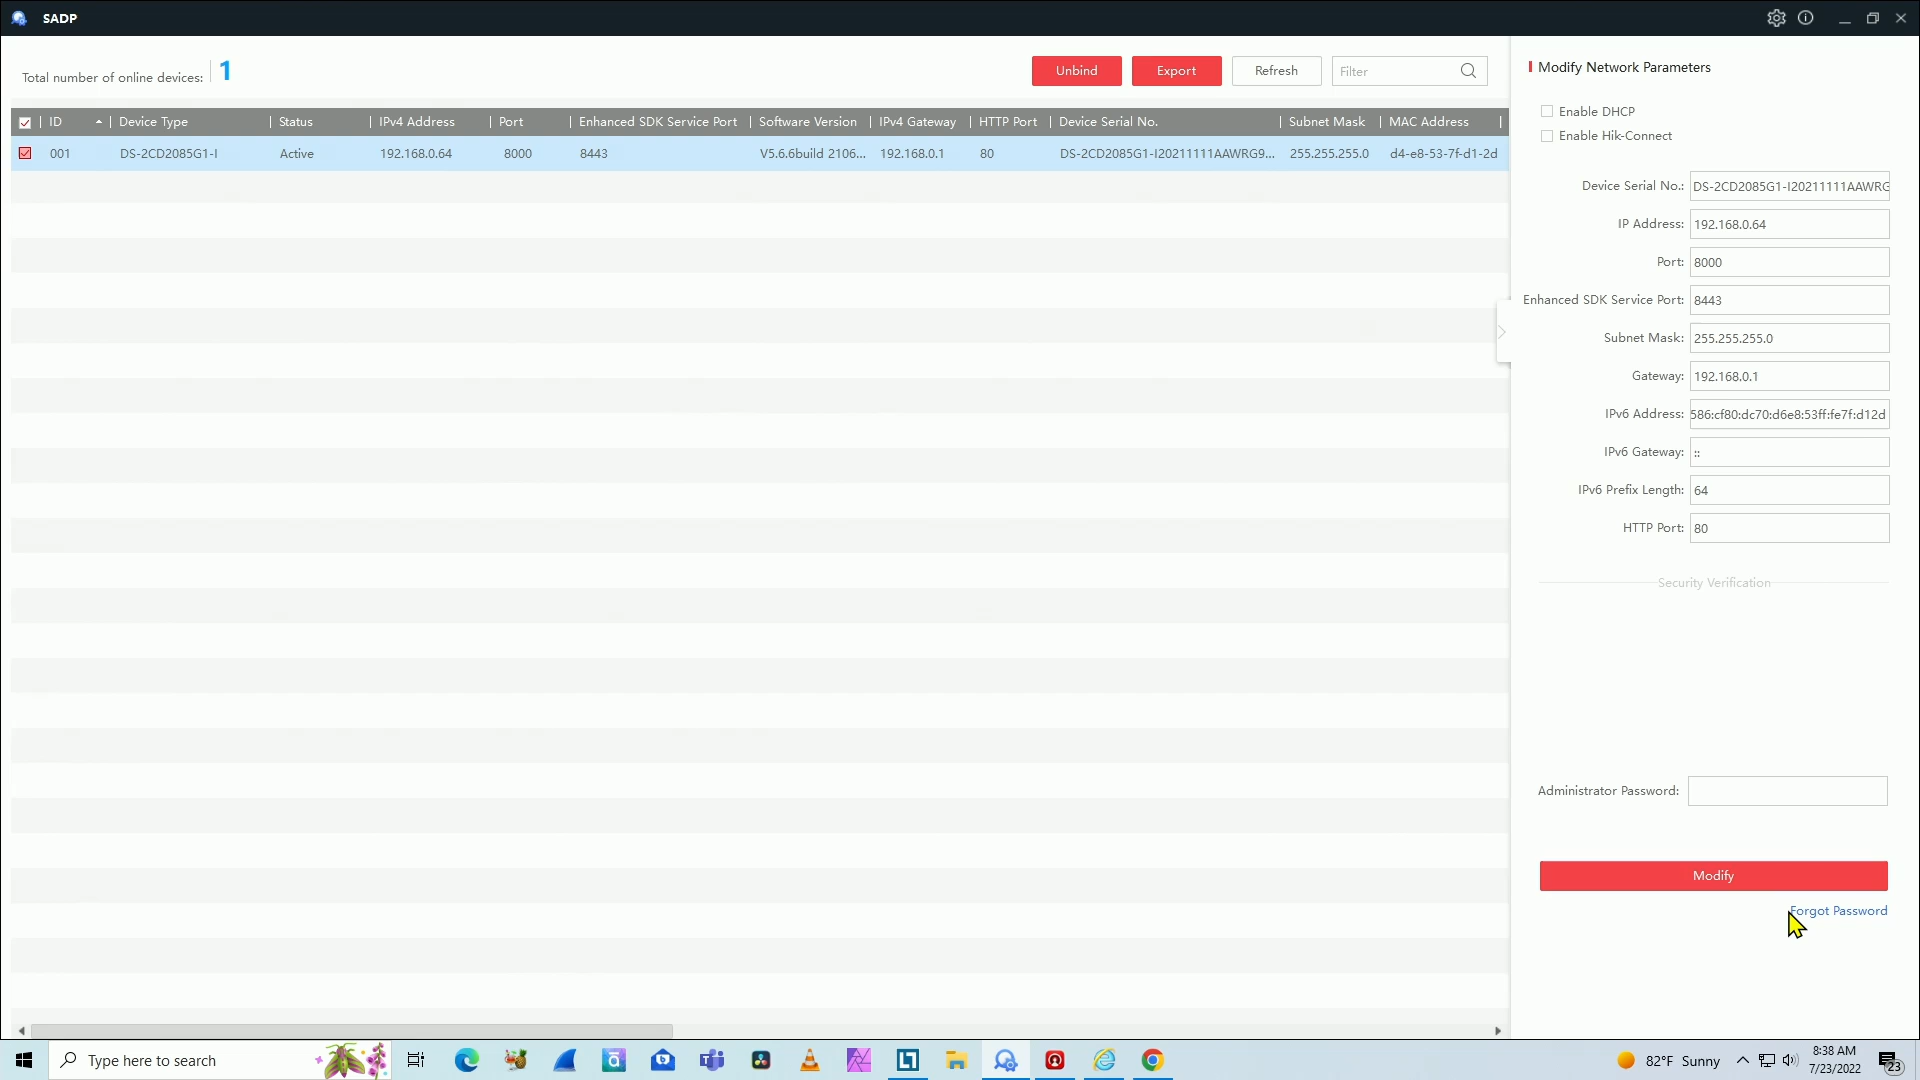 SADP
Total number of online devices: 1
Unbind
Export
Refresh
Filter
ID Device Type Status IPv4 Address Port Enhanced SDK Service Port Software Version IPv4 Gateway HTTP Port Device Serial No. Subnet Mask MAC Address
001 DS-2CD2085G1-I Active 192.168.0.64 8000 8443 V5.6.6build 2106... 192.168.0.1 80 DS-2CD2085G1-I20211111AAWRG9... 255.255.255.0 d4-e8-53-7f-d1-2d
Modify Network Parameters
Enable DHCP
Enable Hik-Connect
Device Serial No.: DS-2CD2085G1-I20211111AAWRG
IP Address: 192.168.0.64
Port: 8000
Enhanced SDK Service Port: 8443
Subnet Mask: 255.255.255.0
Gateway: 192.168.0.1
IPv6 Address: 586:cf80:dc70:d6e8:53ff:fe7f:d12d
IPv6 Gateway: ::
IPv6 Prefix Length: 64
HTTP Port: 80
Security Verification
Administrator Password:
Modify
Forgot Password
Type here to search
82°F Sunny
8:38 AM
7/23/2022
23